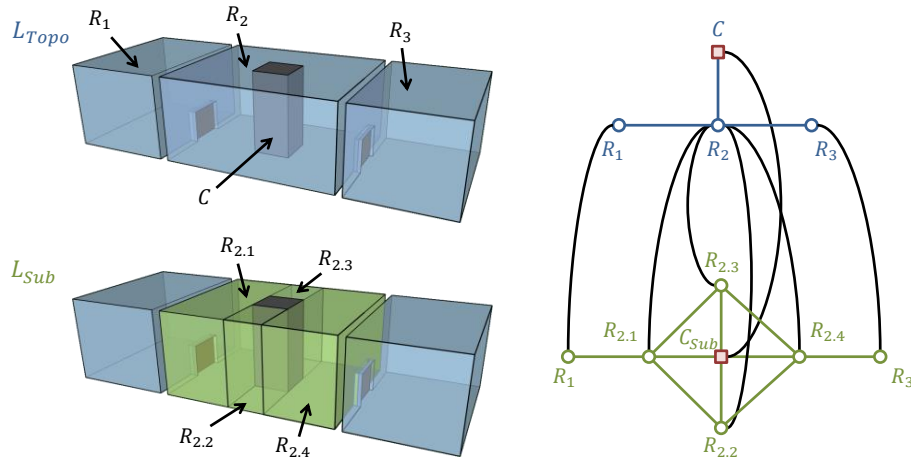 L_Topo
R_1
R_2
R_3
C
L_Sub
R_2.1
R_2.3
R_2.2
R_2.4
C
R_1
R_2
R_3
R_2.3
R_2.1
C_Sub
R_2.4
R_1
R_3
R_2.2